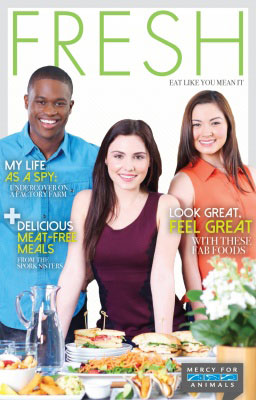 FRESH
EAT LIKE YOU MEAN IT
MY LIFE
AS A SPY:
UNDERCOVER ON
A FACTORY FARM
+
DELICIOUS
MEAT-FREE
MEALS
FROM THE
SPORK SISTERS
LOOK GREAT,
FEEL GREAT
WITH THESE
FAB FOODS
MERCY FOR
ANIMALS